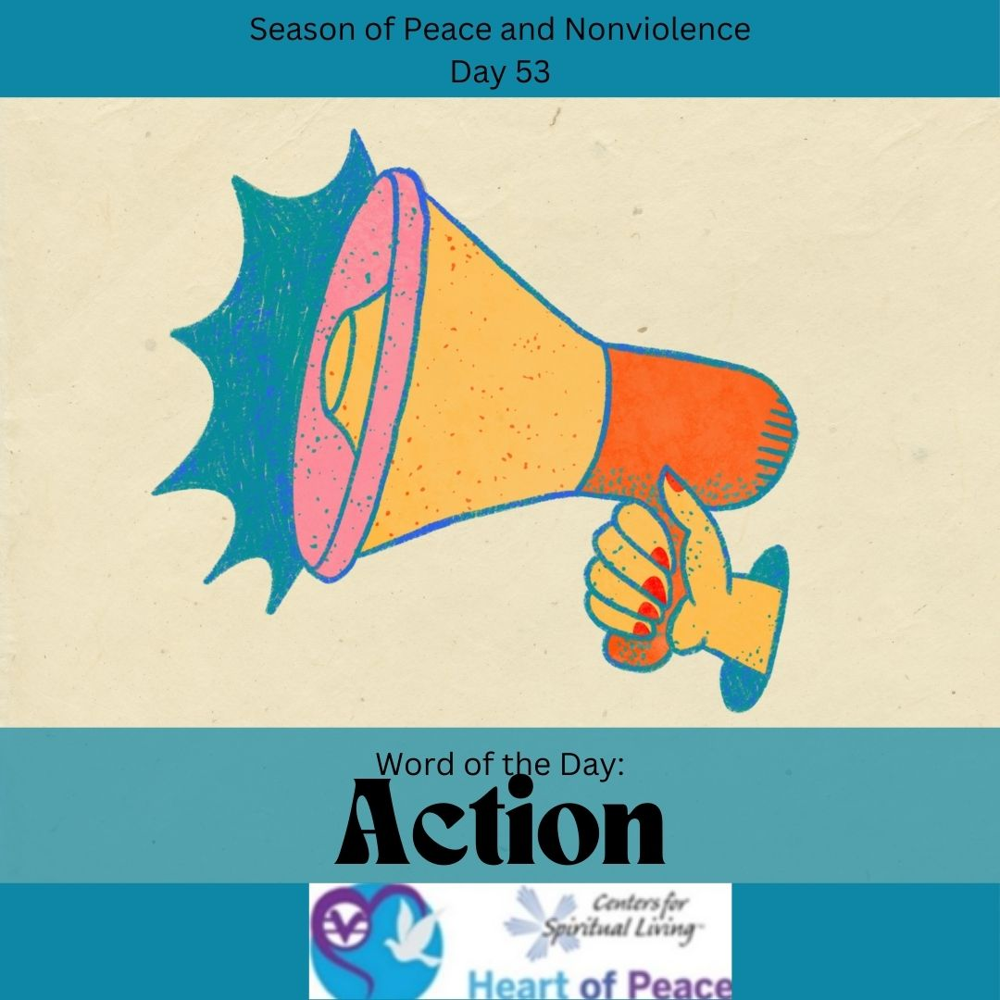 Season of Peace and Nonviolence
Day 53
Word of the Day:
Action
Centers for
Spiritual Living
Heart of Peace